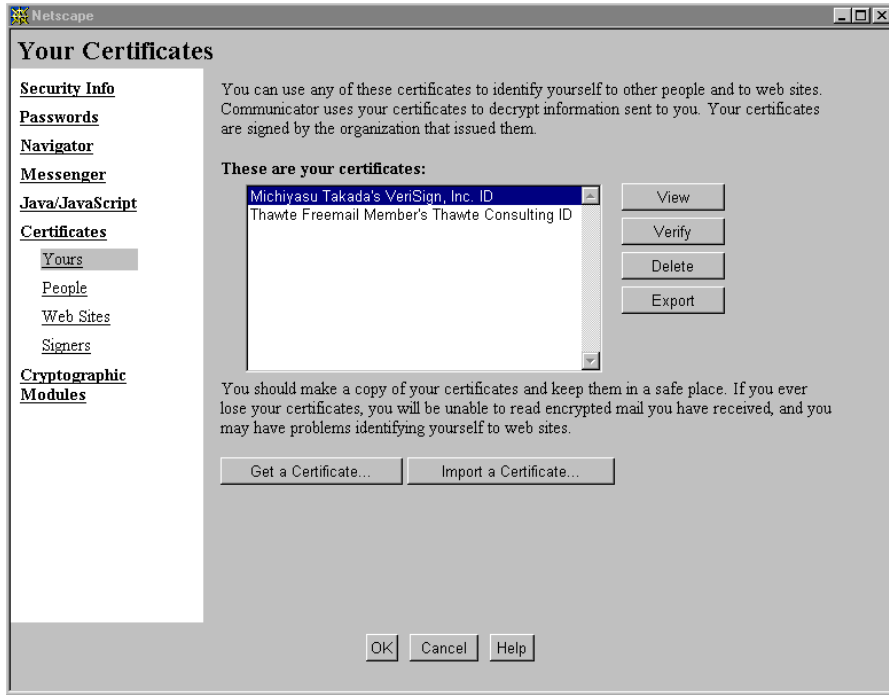 Netscape
Your Certificates
Security Info
Passwords
Navigator
Messenger
Java/JavaScript
Certificates
Yours
People
Web Sites
Signers
Cryptographic
Modules
You can use any of these certificates to identify yourself to other people and to web sites.
Communicator uses your certificates to decrypt information sent to you. Your certificates
are signed by the organization that issued them.
These are your certificates:
Michiyasu Takada's VeriSign, Inc. ID
Thawte Freemail Member's Thawte Consulting ID
View
Verify
Delete
Export
You should make a copy of your certificates and keep them in a safe place. If you ever
lose your certificates, you will be unable to read encrypted mail you have received, and you
may have problems identifying yourself to web sites.
Get a Certificate...
Import a Certificate...
OK
Cancel
Help